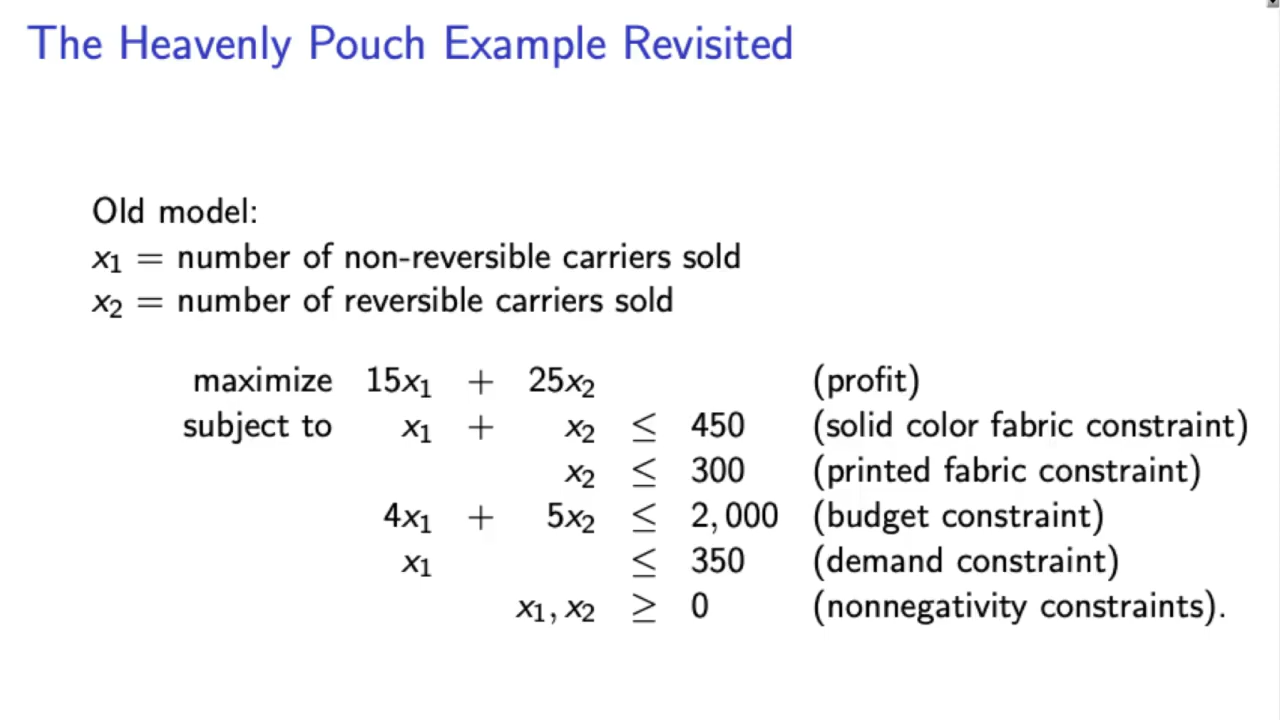 The Heavenly Pouch Example Revisited
Old model:
x₁ = number of non-reversible carriers sold
x₂ = number of reversible carriers sold
maximize 15x₁ + 25x₂ (profit)
subject to x₁ + x₂ ≤ 450 (solid color fabric constraint)
x₂ ≤ 300 (printed fabric constraint)
4x₁ + 5x₂ ≤ 2,000 (budget constraint)
x₁ ≤ 350 (demand constraint)
x₁, x₂ ≥ 0 (nonnegativity constraints).